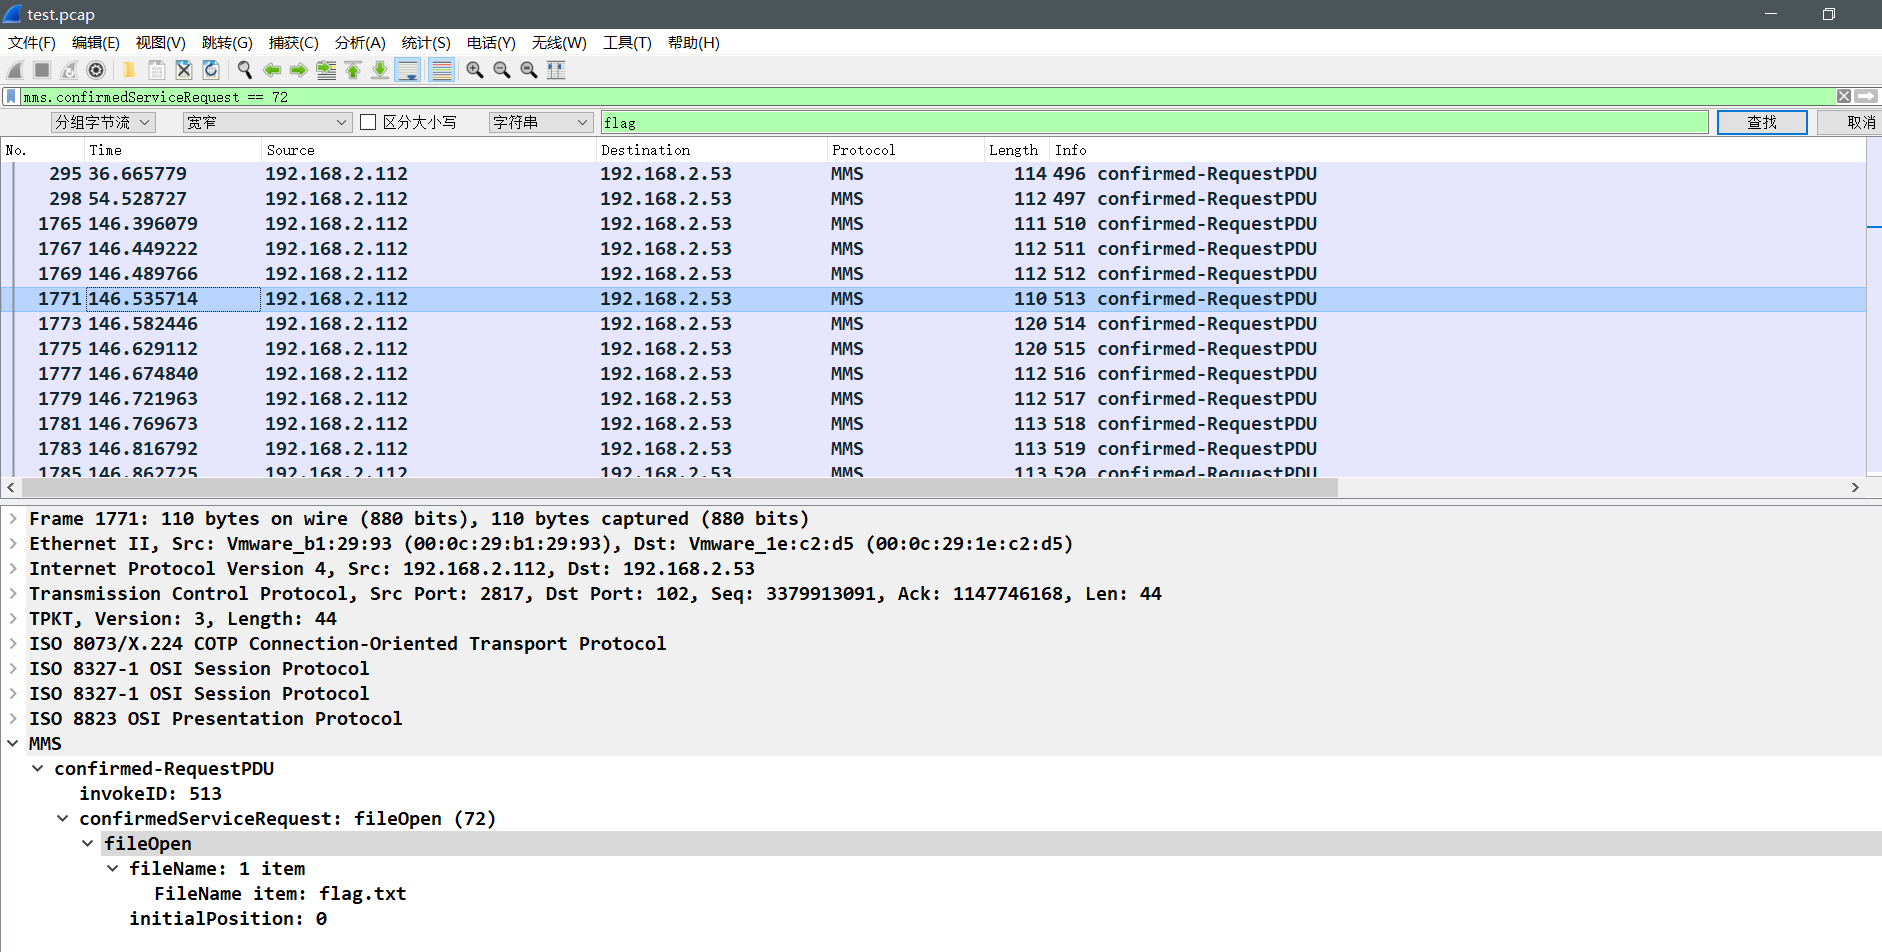 test.pcap
文件(F) 编辑(E) 视图(V) 跳转(G) 捕获(C) 分析(A) 统计(S) 电话(Y) 无线(W) 工具(T) 帮助(H)
mms.confirmedServiceRequest == 72
分组字节流 宽窄 区分大小写 字符串 flag 查找 取消
No. Time Source Destination Protocol Length Info
295 36.665779 192.168.2.112 192.168.2.53 MMS 114 496 confirmed-RequestPDU
298 54.528727 192.168.2.112 192.168.2.53 MMS 112 497 confirmed-RequestPDU
1765 146.396079 192.168.2.112 192.168.2.53 MMS 111 510 confirmed-RequestPDU
1767 146.449222 192.168.2.112 192.168.2.53 MMS 112 511 confirmed-RequestPDU
1769 146.489766 192.168.2.112 192.168.2.53 MMS 112 512 confirmed-RequestPDU
1771 146.535714 192.168.2.112 192.168.2.53 MMS 110 513 confirmed-RequestPDU
1773 146.582446 192.168.2.112 192.168.2.53 MMS 120 514 confirmed-RequestPDU
1775 146.629112 192.168.2.112 192.168.2.53 MMS 120 515 confirmed-RequestPDU
1777 146.674840 192.168.2.112 192.168.2.53 MMS 112 516 confirmed-RequestPDU
1779 146.721963 192.168.2.112 192.168.2.53 MMS 112 517 confirmed-RequestPDU
1781 146.769673 192.168.2.112 192.168.2.53 MMS 113 518 confirmed-RequestPDU
1783 146.816792 192.168.2.112 192.168.2.53 MMS 113 519 confirmed-RequestPDU
1785 146.862725 192.168.2.112 192.168.2.53 MMS 113 520 confirmed-RequestPDU
Frame 1771: 110 bytes on wire (880 bits), 110 bytes captured (880 bits)
Ethernet II, Src: Vmware_b1:29:93 (00:0c:29:b1:29:93), Dst: Vmware_1e:c2:d5 (00:0c:29:1e:c2:d5)
Internet Protocol Version 4, Src: 192.168.2.112, Dst: 192.168.2.53
Transmission Control Protocol, Src Port: 2817, Dst Port: 102, Seq: 3379913091, Ack: 1147746168, Len: 44
TPKT, Version: 3, Length: 44
ISO 8073/X.224 COTP Connection-Oriented Transport Protocol
ISO 8327-1 OSI Session Protocol
ISO 8327-1 OSI Session Protocol
ISO 8823 OSI Presentation Protocol
MMS
confirmed-RequestPDU
invokeID: 513
confirmedServiceRequest: fileOpen (72)
fileOpen
fileName: 1 item
FileName item: flag.txt
initialPosition: 0